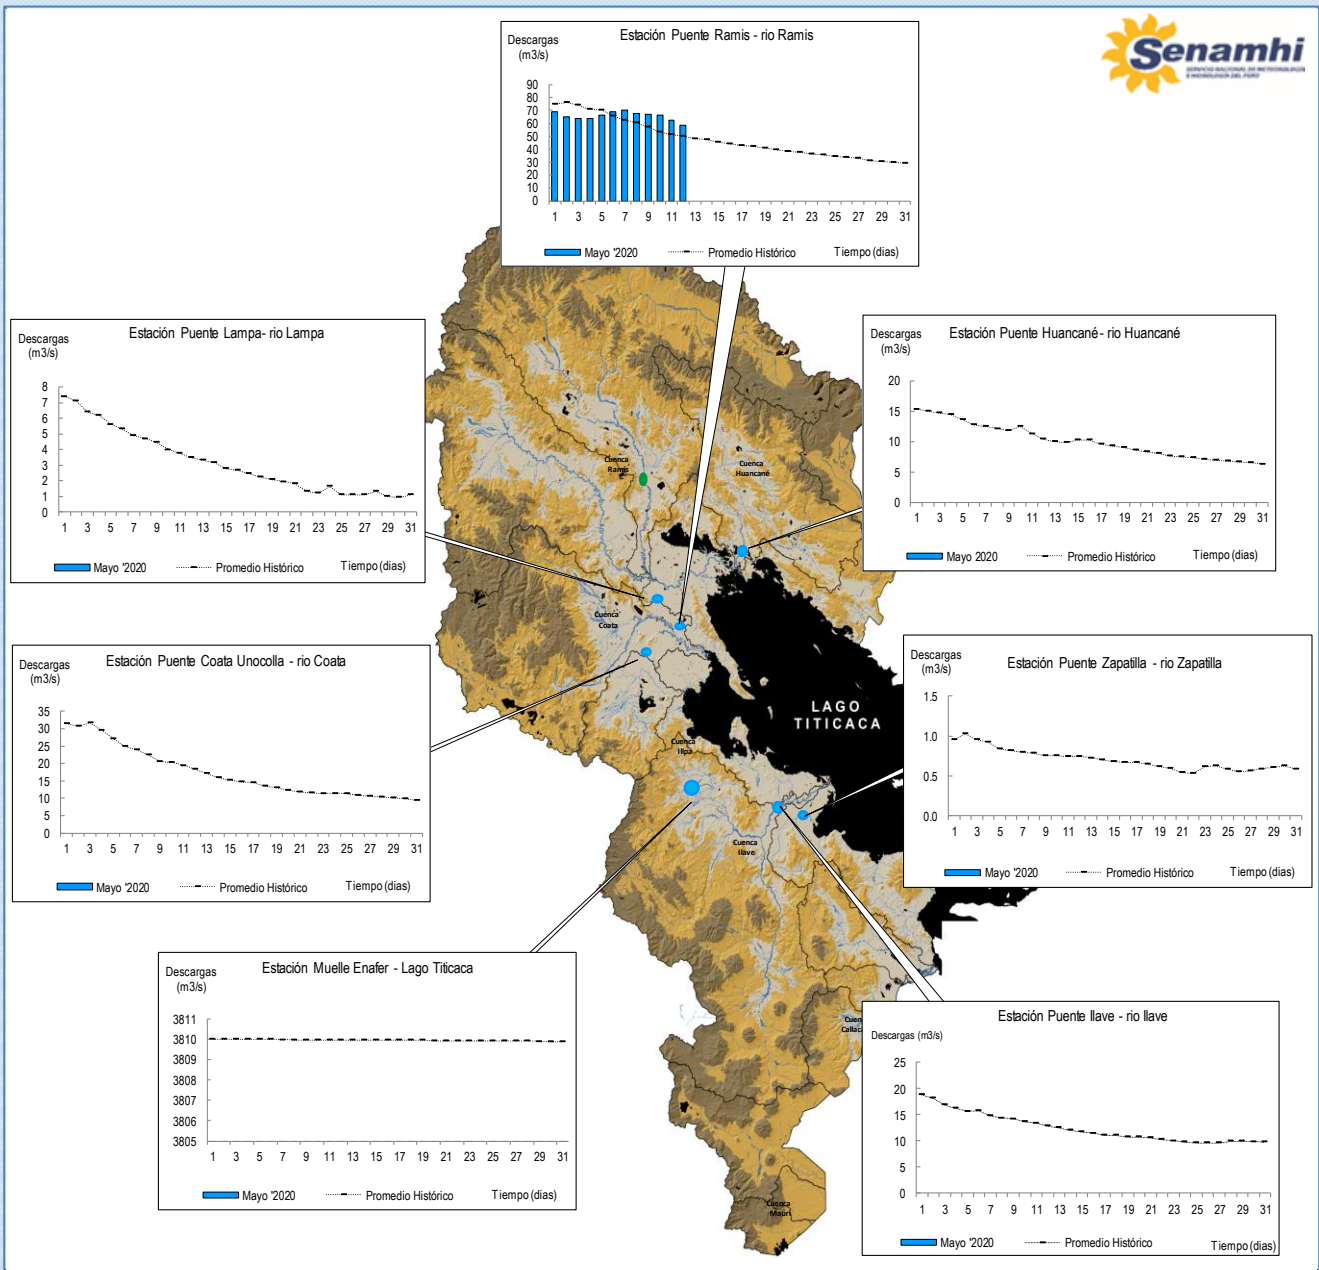 Senamhi
SERVICIO NACIONAL DE METEOROLOGÍA
E HIDROLOGÍA DEL PERÚ
Estación Puente Ramis - rio Ramis
Descargas
(m3/s)
90
80
70
60
50
40
30
20
10
0
1 3 5 7 9 11 13 15 17 19 21 23 25 27 29 31
Mayo '2020 Promedio Histórico Tiempo (dias)
Estación Puente Lampa- rio Lampa
Descargas
(m3/s)
8
7
6
5
4
3
2
1
0
1 3 5 7 9 11 13 15 17 19 21 23 25 27 29 31
Mayo '2020 Promedio Histórico Tiempo (dias)
Estación Puente Huancané - rio Huancané
Descargas
(m3/s)
20
15
10
5
0
1 3 5 7 9 11 13 15 17 19 21 23 25 27 29 31
Mayo 2020 Promedio Histórico Tiempo (dias)
Cuenca
Ramis
Cuenca
Huancané
Cuenca
Coata
LAGO
TITICACA
Cuenca
Illpa
Cuenca
Ilave
Cuenca
Mauri
Estación Puente Coata Unocolla - rio Coata
Descargas
(m3/s)
35
30
25
20
15
10
5
0
1 3 5 7 9 11 13 15 17 19 21 23 25 27 29 31
Mayo '2020 Promedio Histórico Tiempo (dias)
Estación Puente Zapatilla - rio Zapatilla
Descargas
(m3/s)
1.5
1.0
0.5
0.0
1 3 5 7 9 11 13 15 17 19 21 23 25 27 29 31
Mayo '2020 Promedio Histórico Tiempo (dias)
Estación Muelle Enafer - Lago Titicaca
Descargas
(m3/s)
3811
3810
3809
3808
3807
3806
3805
1 3 5 7 9 11 13 15 17 19 21 23 25 27 29 31
Mayo '2020 Promedio Histórico Tiempo (dias)
Estación Puente Ilave - rio Ilave
Descargas (m3/s)
25
20
15
10
5
0
1 3 5 7 9 11 13 15 17 19 21 23 25 27 29 31
Mayo '2020 Promedio Histórico Tiempo (dias)